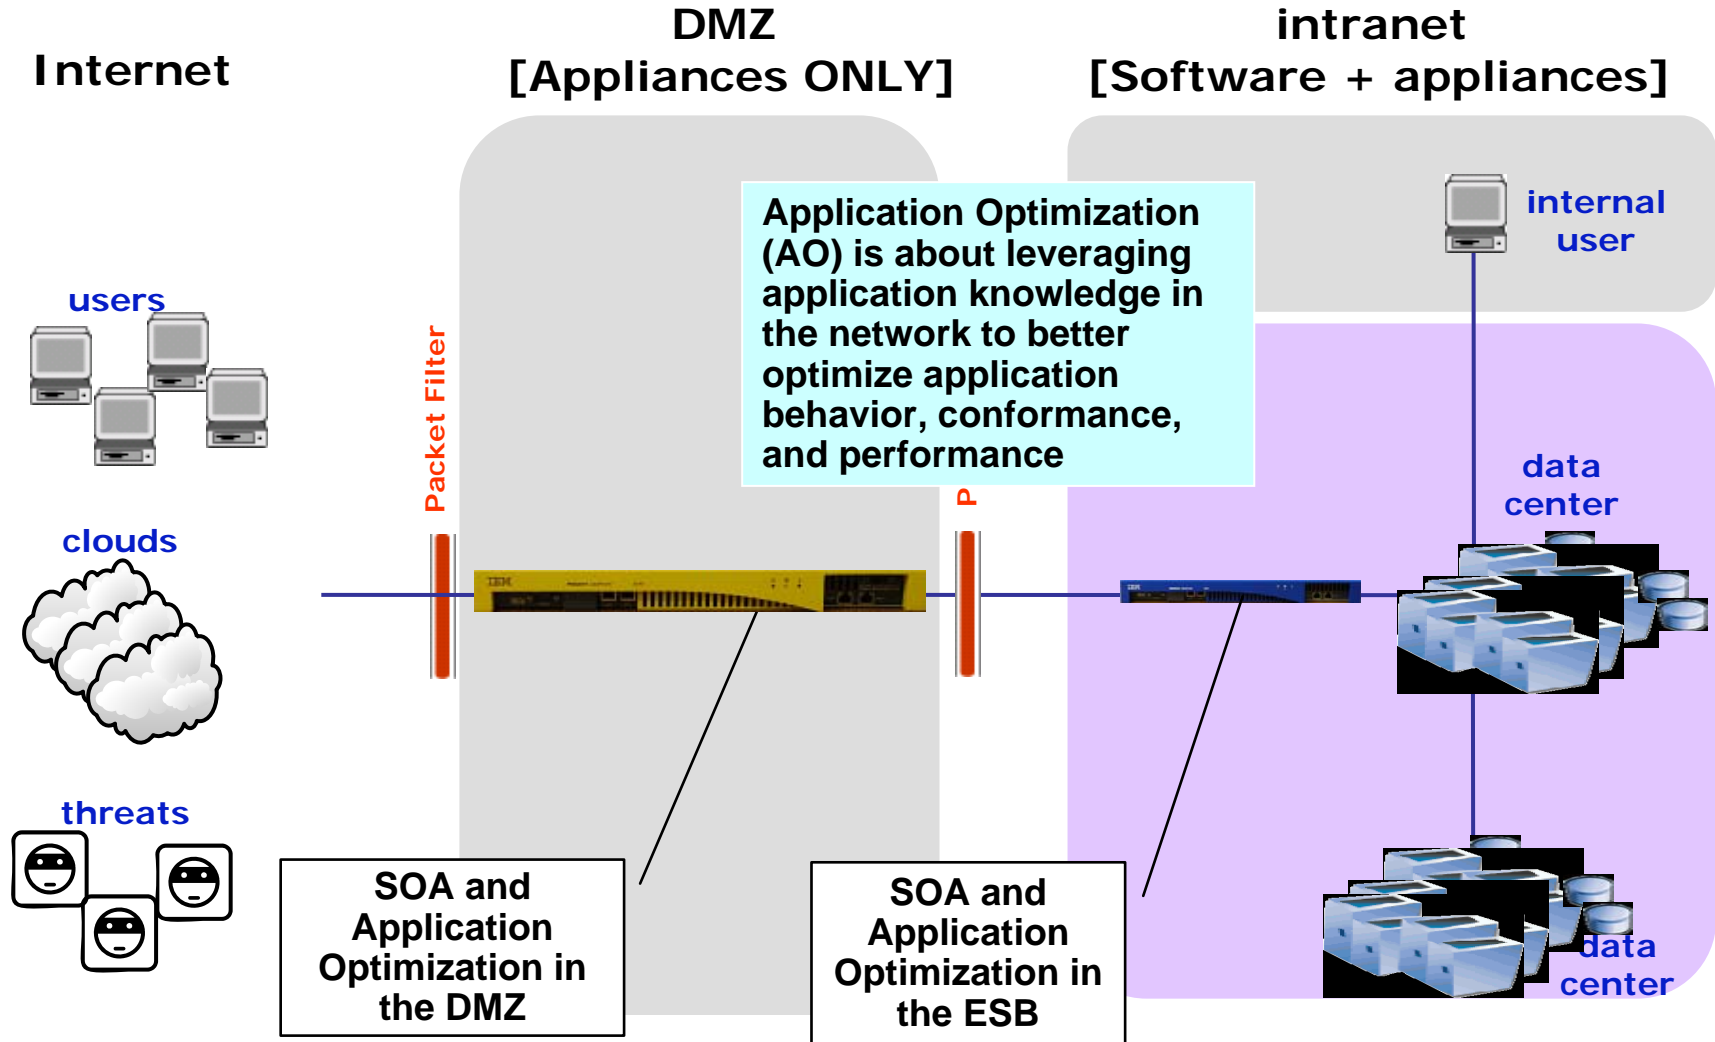 Internet
DMZ
[Appliances ONLY]
intranet
[Software + appliances]
Application Optimization
(AO) is about leveraging
application knowledge in
the network to better
optimize application
behavior, conformance,
and performance
internal
user
users
Packet Filter
P
data
center
clouds
IBM
threats
SOA and
Application
Optimization in
the DMZ
SOA and
Application
Optimization in
the ESB
data
center